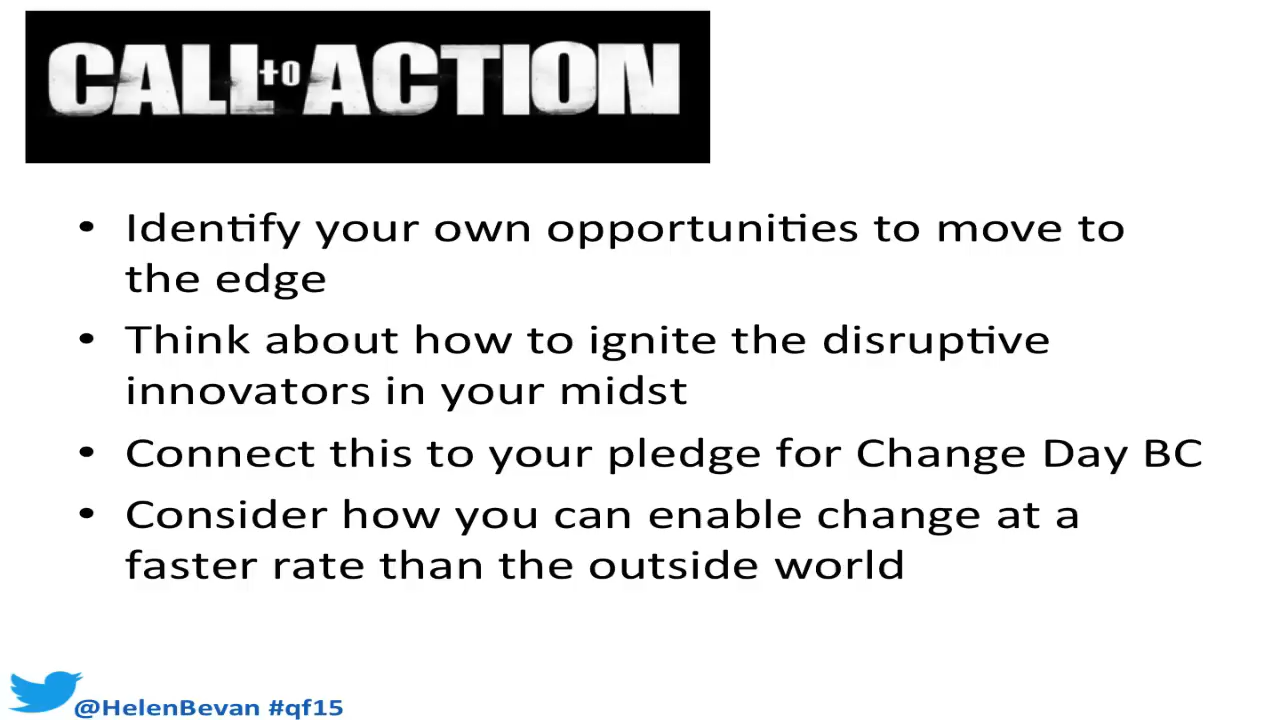 CALL to ACTION
• Identify your own opportunities to move to
the edge
• Think about how to ignite the disruptive
innovators in your midst
• Connect this to your pledge for Change Day BC
• Consider how you can enable change at a
faster rate than the outside world
@HelenBevan #qf15